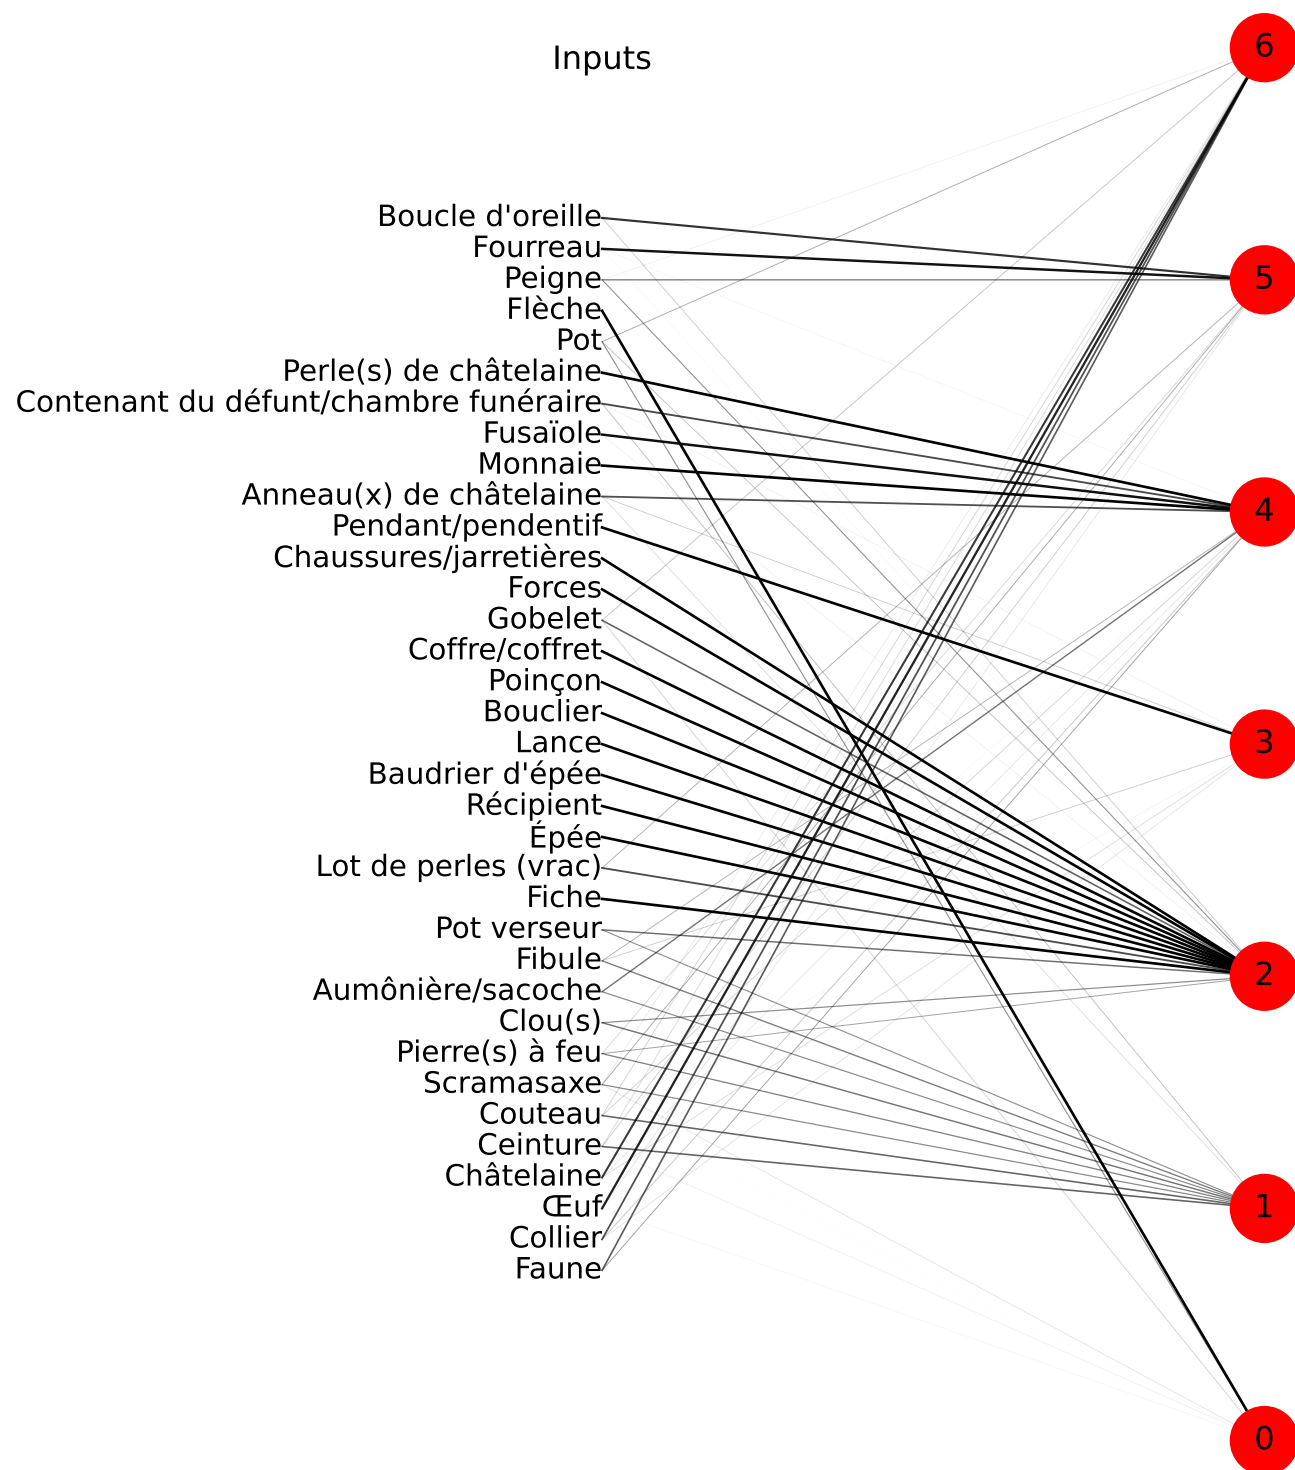 6
Inputs
Boucle d'oreille
Fourreau
Peigne
5
Flèche
Pot
Perle(s) de châtelaine
Contenant du défunt/chambre funéraire
Fusaïole
Monnaie
Anneau(x) de châtelaine
4
Pendant/pendentif
Chaussures/jarretières
Forces
Gobelet
Coffre/coffret
Poinçon
Bouclier
Lance
3
Baudrier d'épée
Récipient
Épée
Lot de perles (vrac)
Fiche
Pot verseur
Fibule
2
Aumônière/sacoche
Clou(s)
Pierre(s) à feu
Scramasaxe
Couteau
Ceinture
Châtelaine
Œuf
1
Collier
Faune
0